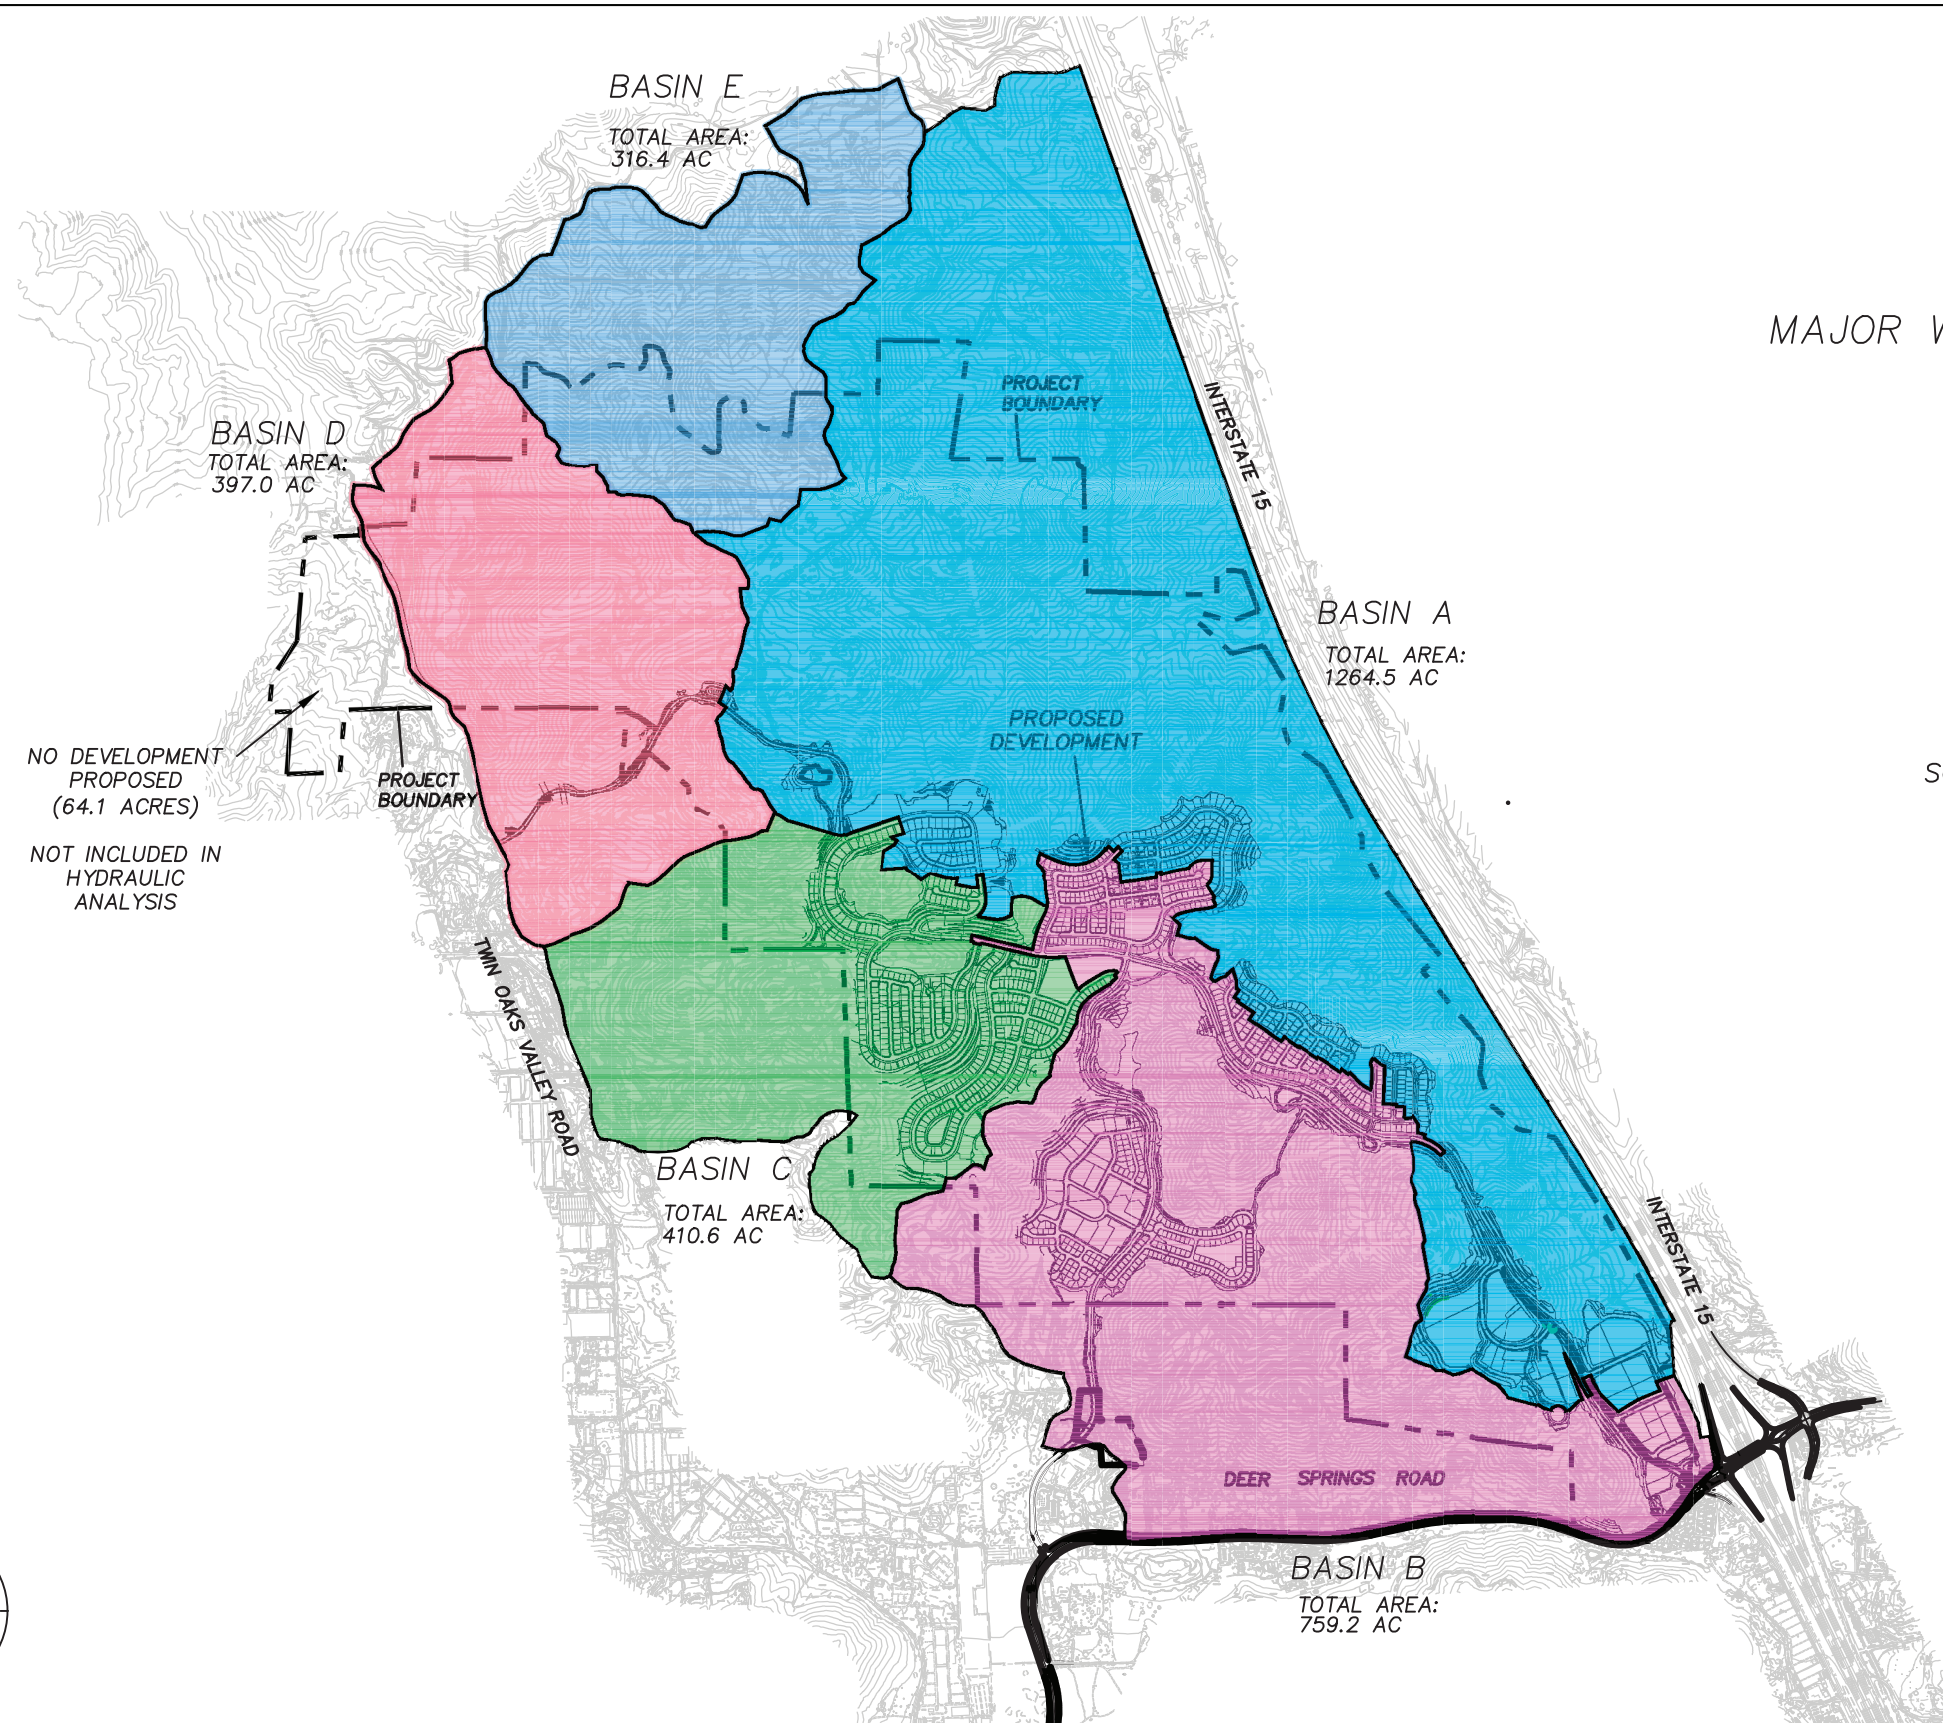 BASIN E
TOTAL AREA:
316.4 AC
MAJOR
PROJECT
BOUNDARY
INTERSTATE 15
BASIN D
TOTAL AREA:
397.0 AC
BASIN A
TOTAL AREA:
1264.5 AC
PROPOSED
DEVELOPMENT
NO DEVELOPMENT
PROPOSED
(64.1 ACRES)
NOT INCLUDED IN
HYDRAULIC
ANALYSIS
PROJECT
BOUNDARY
TWIN OAKS VALLEY ROAD
BASIN C
TOTAL AREA:
410.6 AC
INTERSTATE 15
DEER SPRINGS ROAD
BASIN B
TOTAL AREA:
759.2 AC